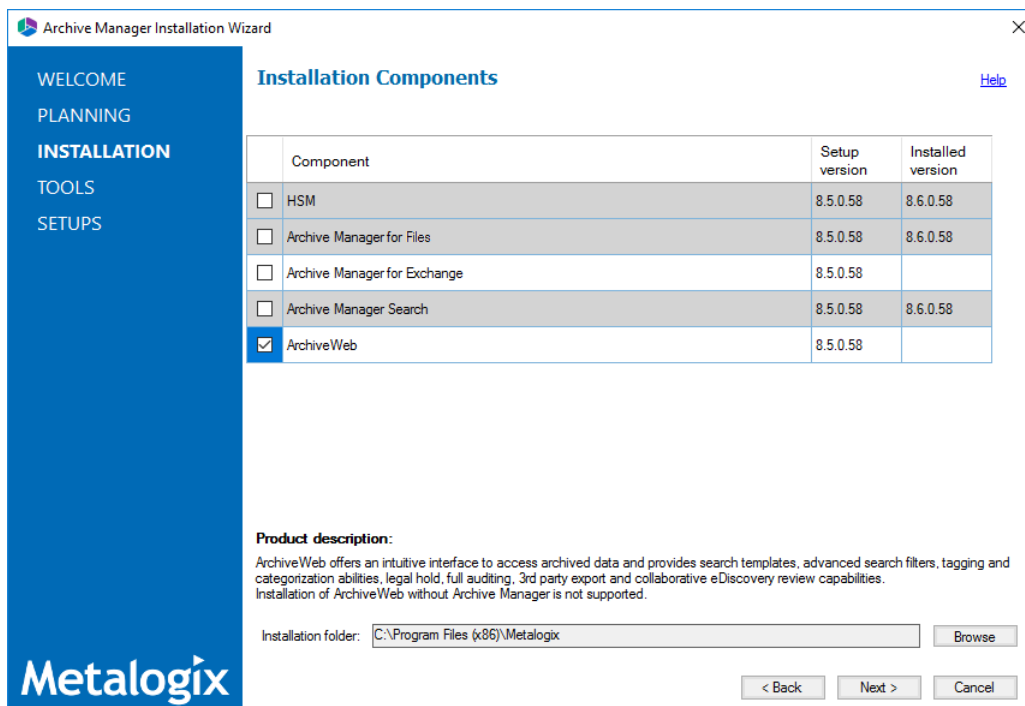 Archive Manager Installation Wizard
WELCOME
PLANNING
INSTALLATION
TOOLS
SETUPS
Metalogix
Installation Components
Help
Component Setup version Installed version
HSM 8.5.0.58 8.6.0.58
Archive Manager for Files 8.5.0.58 8.6.0.58
Archive Manager for Exchange 8.5.0.58
Archive Manager Search 8.5.0.58 8.6.0.58
ArchiveWeb 8.5.0.58
Product description:
ArchiveWeb offers an intuitive interface to access archived data and provides search templates, advanced search filters, tagging and
categorization abilities, legal hold, full auditing, 3rd party export and collaborative eDiscovery review capabilities.
Installation of ArchiveWeb without Archive Manager is not supported.
Installation folder: C:\Program Files (x86)\Metalogix Browse
< Back Next > Cancel